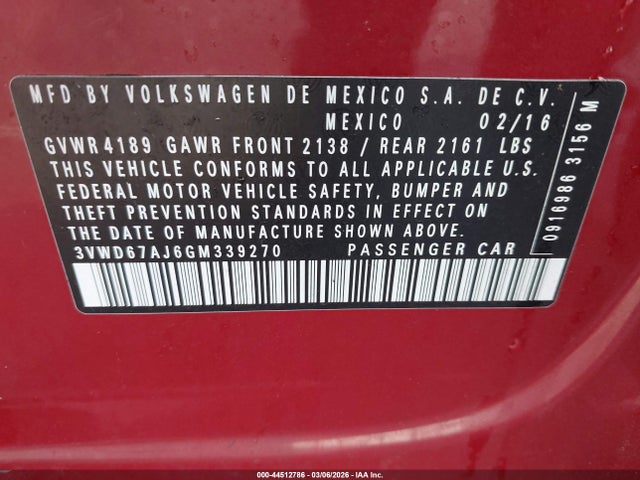 MFD BY VOLKSWAGEN DE MEXICO S.A. DE C.V.
MEXICO 02/16
GVWR 4189 GAWR FRONT 2138 / REAR 2161 LBS
THIS VEHICLE CONFORMS TO ALL APPLICABLE U.S.
FEDERAL MOTOR VEHICLE SAFETY, BUMPER AND
THEFT PREVENTION STANDARDS IN EFFECT ON
THE DATE OF MANUFACTURE SHOWN ABOVE.
3VWD67AJ6GM339270 PASSENGER CAR
0916986 3156 M
000-44512786 - 03/06/2026 - IAA Inc.